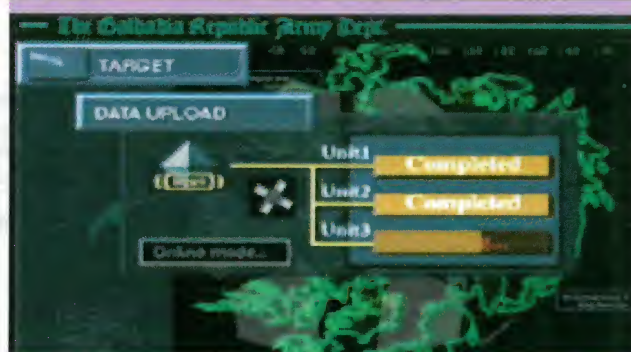 The Galbadia Republic Army Dept.
TARGET
DATA UPLOAD
Unit1 Completed
Unit2 Completed
Unit3
Online mode...